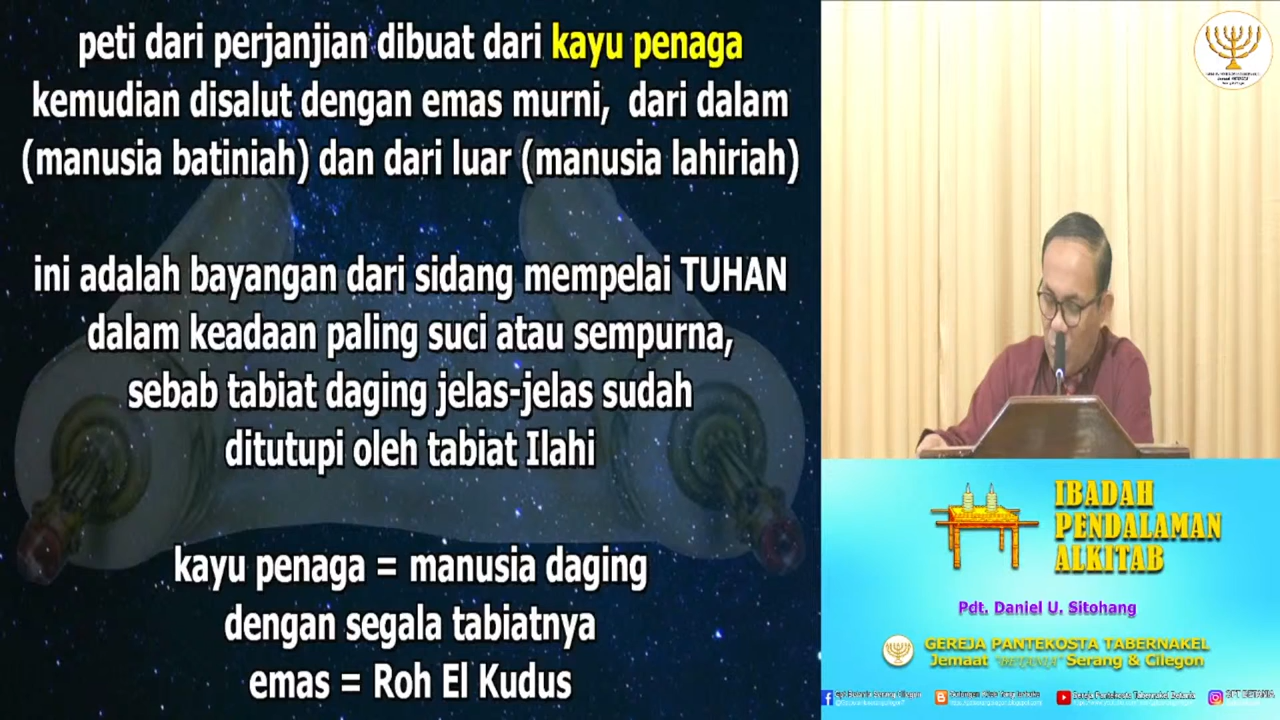 peti dari perjanjian dibuat dari kayu penaga
kemudian disalut dengan emas murni, dari dalam
(manusia batiniah) dan dari luar (manusia lahiriah)
ini adalah bayangan dari sidang mempelai TUHAN
dalam keadaan paling suci atau sempurna,
sebab tabiat daging jelas-jelas sudah
ditutupi oleh tabiat Ilahi
kayu penaga = manusia daging
dengan segala tabiatnya
emas = Roh El Kudus
IBADAH
PENDALAMAN
ALKITAB
Pdt. Daniel U. Sitohang
GEREJA PANTEKOSTA TABERNAKEL
Jemaat "BETANIA" Serang & Cilegon